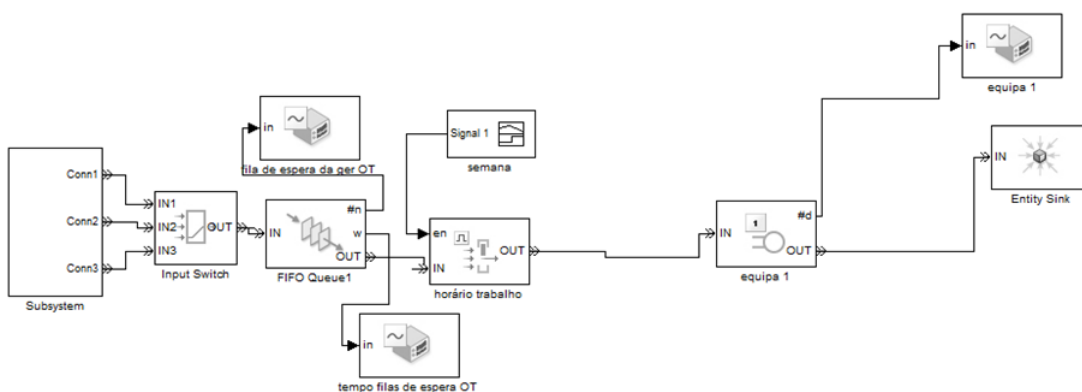 in
equipa 1
in
fila de espera da ger OT
Signal 1
semana
Conn1
Conn2
Conn3
Subsystem
IN1
IN2
IN3
OUT
Input Switch
#n
w
IN
OUT
FIFO Queue1
en
IN
OUT
horário trabalho
1
#d
IN
OUT
equipa 1
IN
Entity Sink
in
tempo filas de espera OT